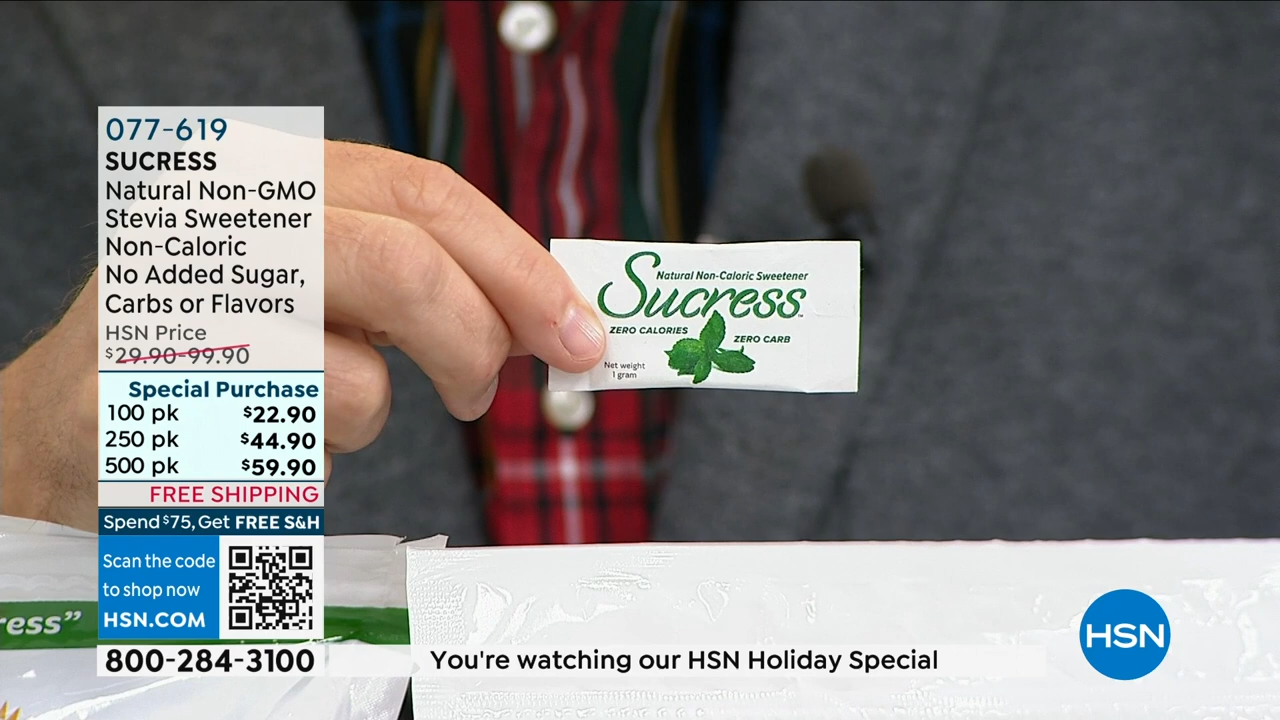 077-619
SUCRESS
Natural Non-GMO
Stevia Sweetener
Non-Caloric
No Added Sugar,
Carbs or Flavors
HSN Price
$29.90-99.90
Special Purchase
100 pk $22.90
250 pk $44.90
500 pk $59.90
FREE SHIPPING
Spend $75, Get FREE S&H
Scan the code
to shop now
HSN.COM
800-284-3100
Natural Non-Caloric Sweetener
Sucress™
ZERO CALORIES
ZERO CARB
Net weight
1 gram
ress”
You're watching our HSN Holiday Special
HSN